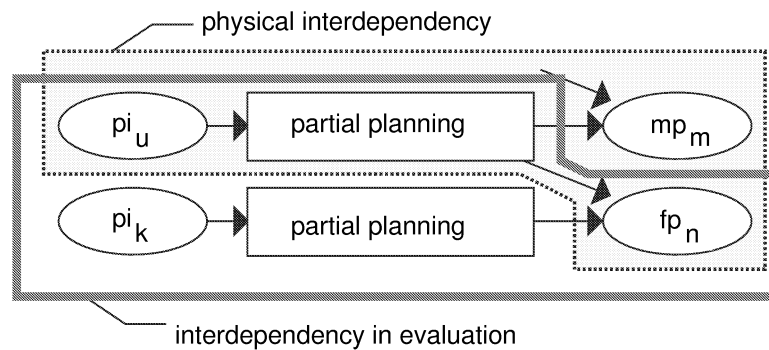 physical interdependency
pi u
partial planning
mp m
pi k
partial planning
fp n
interdependency in evaluation